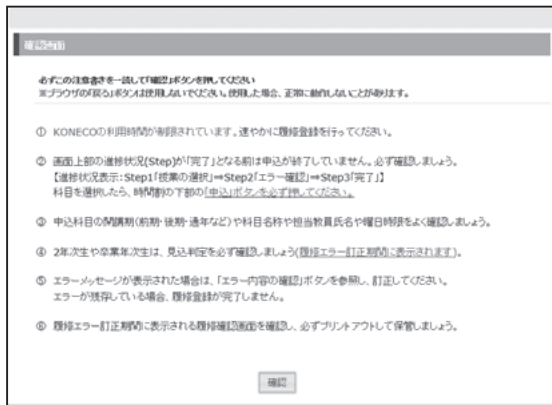 確認画面
必ずこの注意書きを一読して「確認」ボタンを押してください
※ブラウザの「戻る」ボタンは使用しないでください。使用した場合、正常に動作しないことがあります。
① KONECOの利用時間が制限されています。速やかに履修登録を行ってください。
② 画面上部の進捗状況(Step)が「完了」となる前は申込が終了していません。必ず確認しましょう。
【進捗状況表示：Step1「授業の選択」⇒Step2「エラー確認」⇒Step3「完了」】
科目を選択したら、時間割の下部の「申込」ボタンを必ず押してください。
③ 申込科目の開講期(前期・後期・通年など)や科目名称や担当教員氏名や曜日時限をよく確認しましょう。
④ 2年次生や卒業年次生は、見込判定を必ず確認しましょう(履修エラー訂正期間に表示されます)。
⑤ エラーメッセージが表示された場合は、「エラー内容の確認」ボタンを参照し、訂正してください。
エラーが残存している場合、履修登録が完了しません。
⑥ 履修エラー訂正期間に表示される履修確認画面を確認し、必ずプリントアウトして保管しましょう。
確認